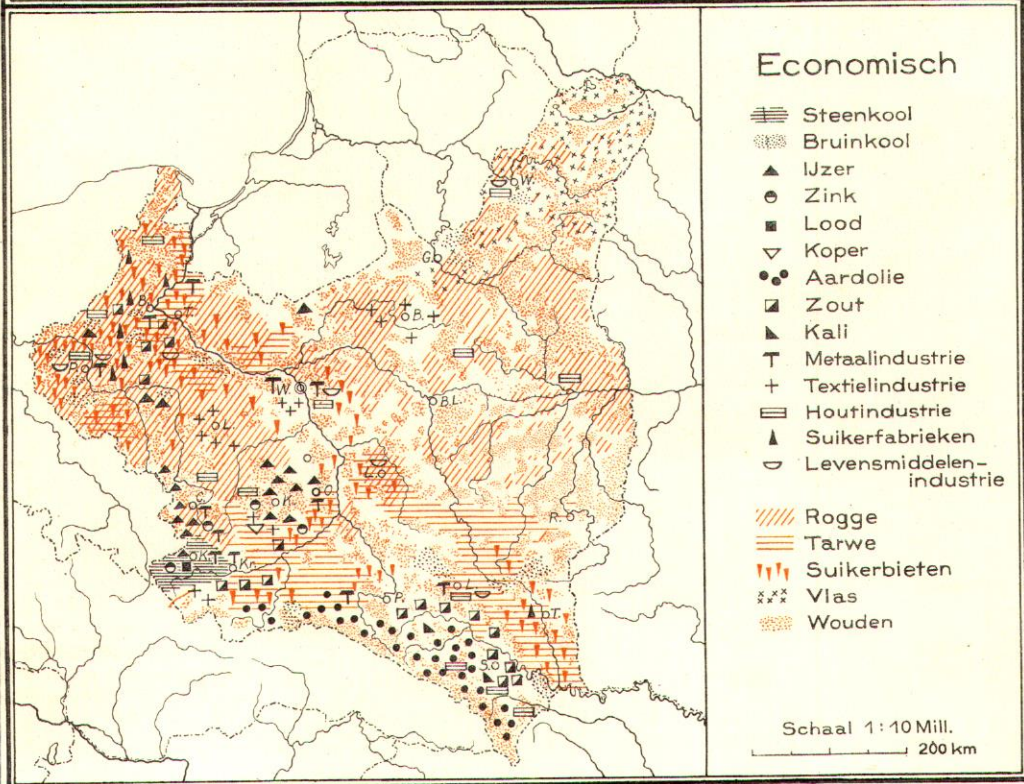 Economisch
Steenkool
Bruinkool
IJzer
Zink
Lood
Koper
Aardolie
Zout
Kali
Metaalindustrie
Textielindustrie
Houtindustrie
Suikerfabrieken
Levensmiddelen-
industrie
Rogge
Tarwe
Suikerbieten
Vlas
Wouden
Schaal 1:10 Mill.
200 km
W.
G.
B.
B.
W.
B.L.
L.
L.
K.
R.
K.
Kr.
P.
L.
T.
S.